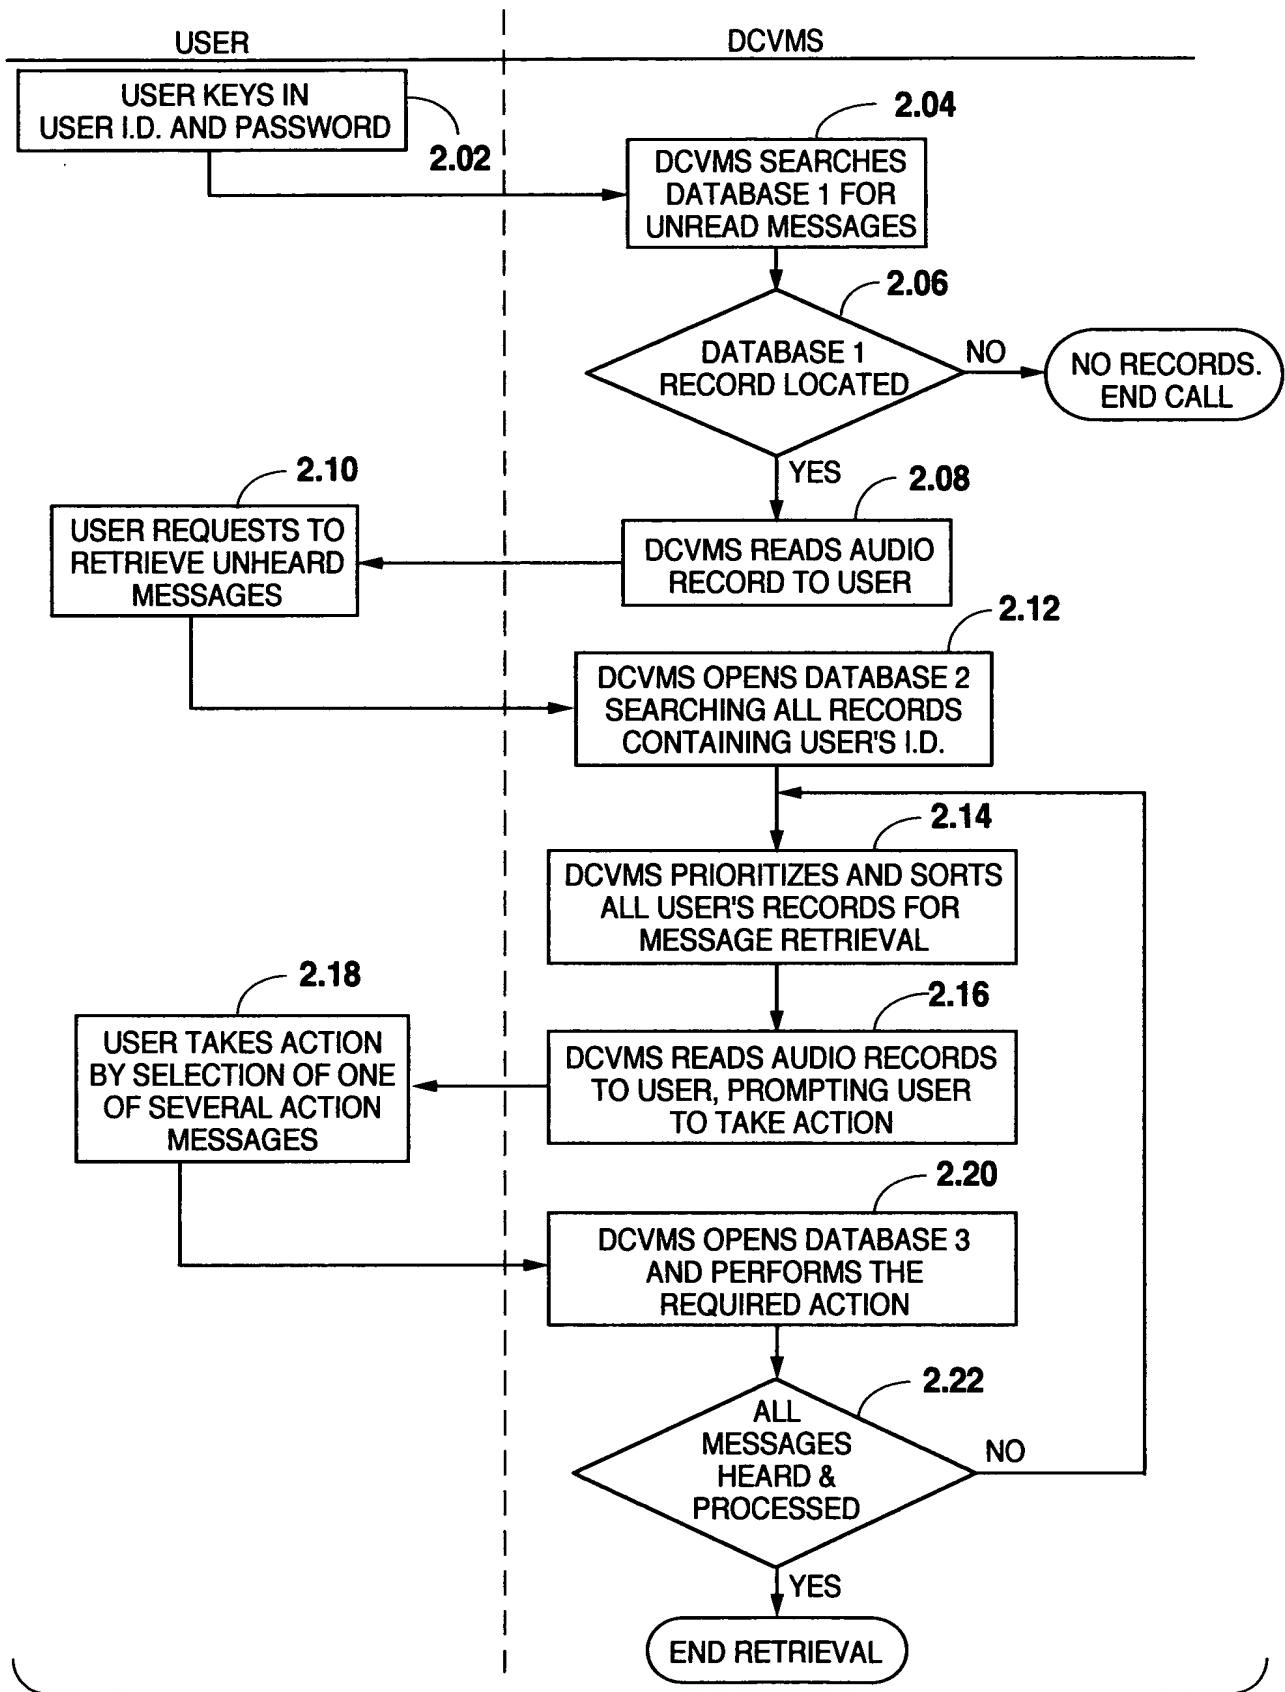 USER
DCVMS
USER KEYS IN
USER I.D. AND PASSWORD
2.02
2.04
DCVMS SEARCHES
DATABASE 1 FOR
UNREAD MESSAGES
2.06
DATABASE 1
RECORD LOCATED
NO
NO RECORDS.
END CALL
YES
2.08
DCVMS READS AUDIO
RECORD TO USER
2.10
USER REQUESTS TO
RETRIEVE UNHEARD
MESSAGES
2.12
DCVMS OPENS DATABASE 2
SEARCHING ALL RECORDS
CONTAINING USER'S I.D.
2.14
DCVMS PRIORITIZES AND SORTS
ALL USER'S RECORDS FOR
MESSAGE RETRIEVAL
2.16
DCVMS READS AUDIO RECORDS
TO USER, PROMPTING USER
TO TAKE ACTION
2.18
USER TAKES ACTION
BY SELECTION OF ONE
OF SEVERAL ACTION
MESSAGES
2.20
DCVMS OPENS DATABASE 3
AND PERFORMS THE
REQUIRED ACTION
2.22
ALL
MESSAGES
HEARD &
PROCESSED
NO
YES
END RETRIEVAL